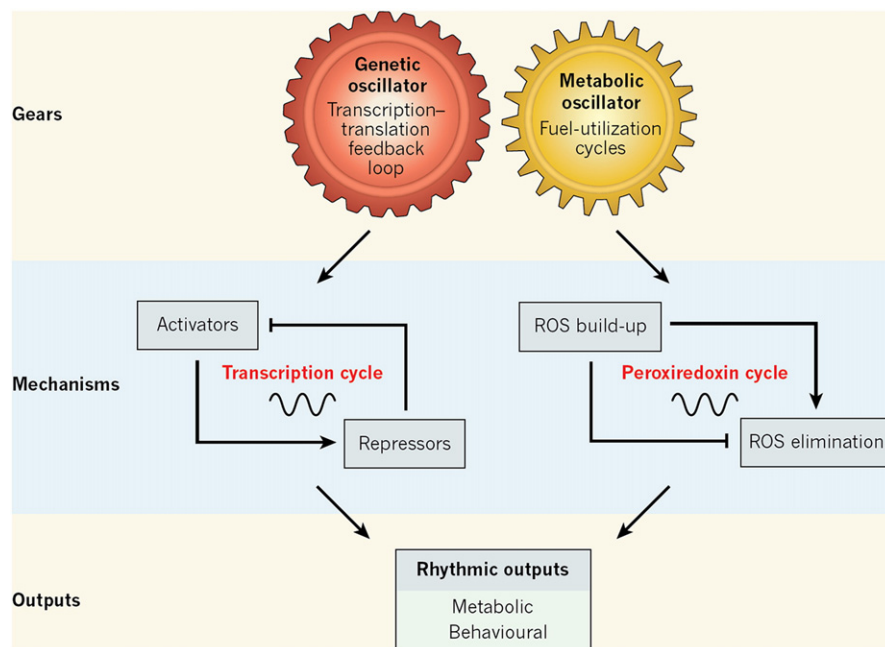 Gears
Genetic
oscillator
Transcription–
translation
feedback
loop
Metabolic
oscillator
Fuel-utilization
cycles
Mechanisms
Activators
Transcription cycle
Repressors
ROS build-up
Peroxiredoxin cycle
ROS elimination
Outputs
Rhythmic outputs
Metabolic
Behavioural